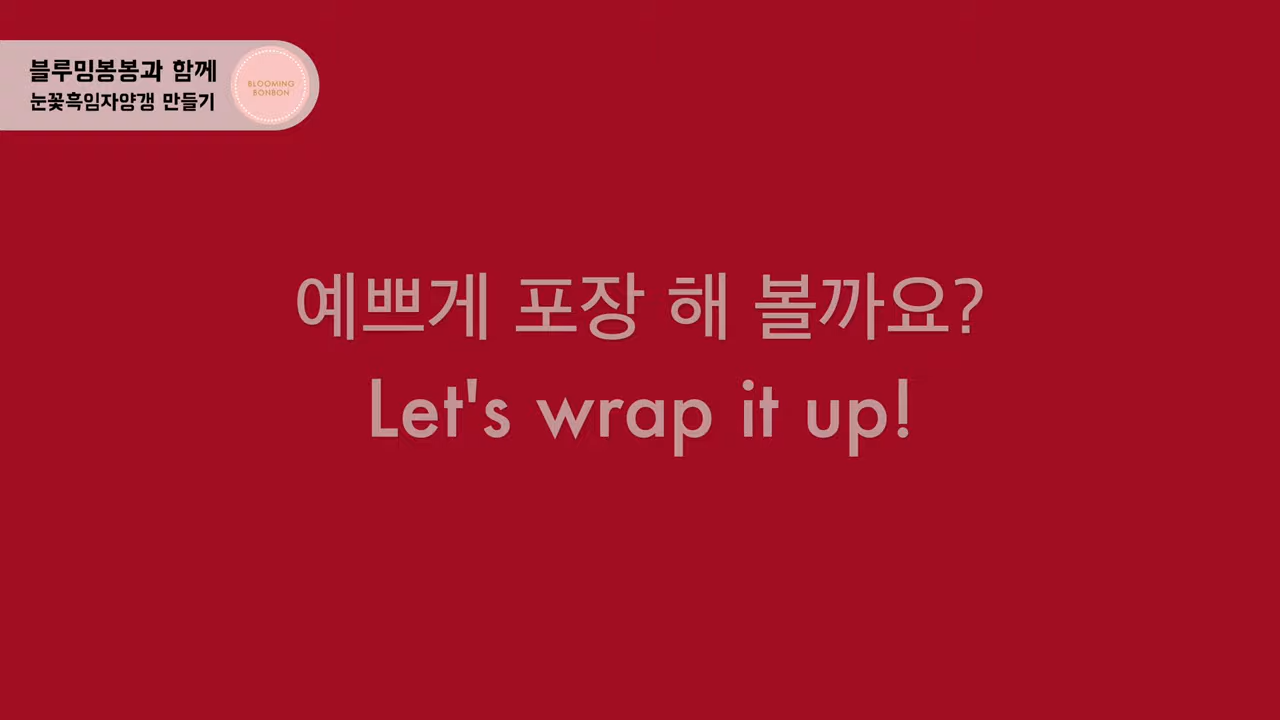 블루밍봉봉과 함께
눈꽃흑임자양갱 만들기
BLOOMING
BONBON
예쁘게 포장 해 볼까요?
Let's wrap it up!